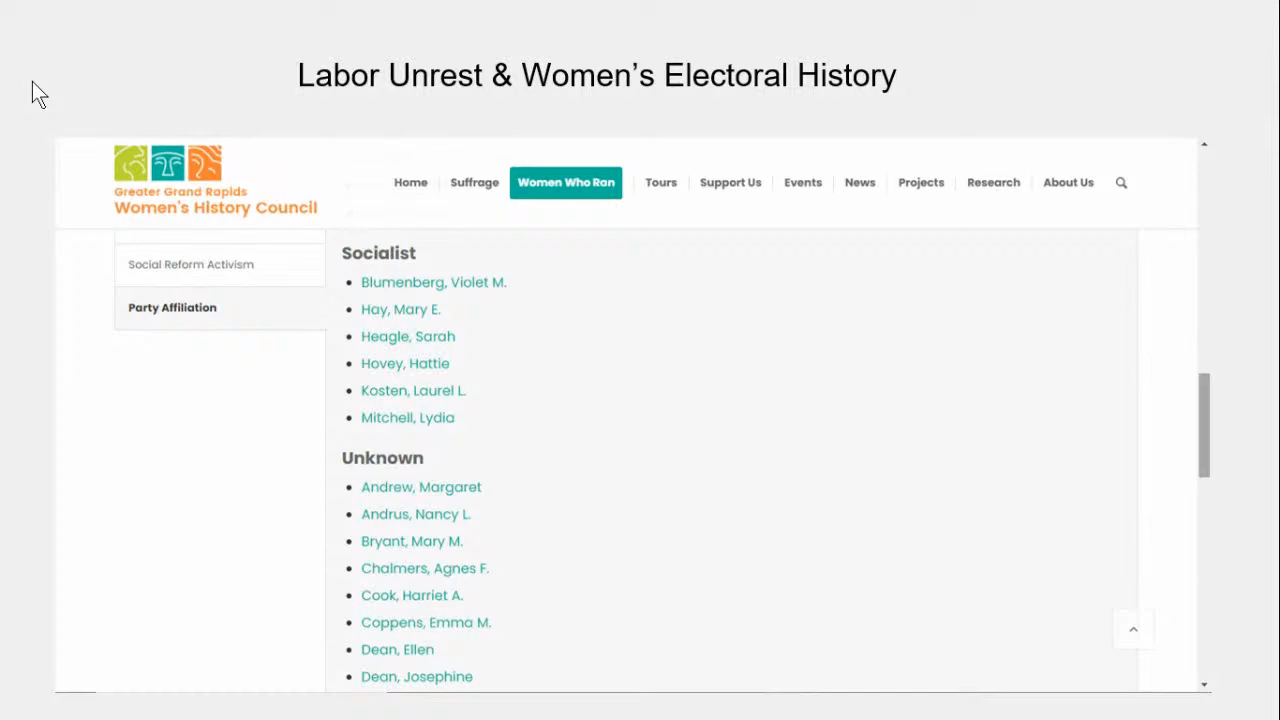 Labor Unrest & Women’s Electoral History
Greater Grand Rapids
Women's History Council
Home
Suffrage
Women Who Ran
Tours
Support Us
Events
News
Projects
Research
About Us
Social Reform Activism
Party Affiliation
Socialist
Blumenberg, Violet M.
Hay, Mary E.
Heagle, Sarah
Hovey, Hattie
Kosten, Laurel L.
Mitchell, Lydia
Unknown
Andrew, Margaret
Andrus, Nancy L.
Bryant, Mary M.
Chalmers, Agnes F.
Cook, Harriet A.
Coppens, Emma M.
Dean, Ellen
Dean, Josephine